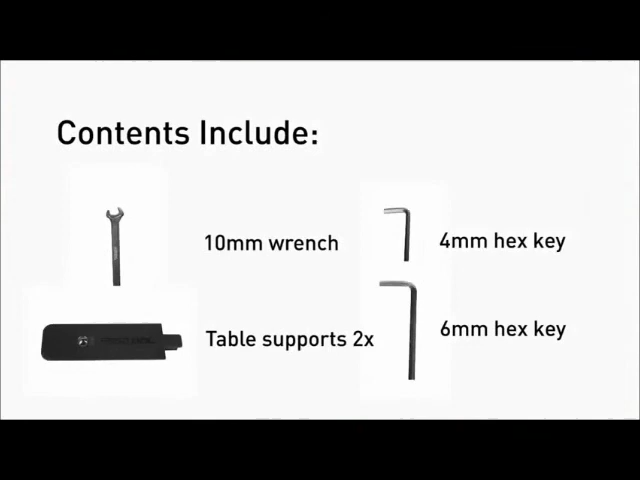 Contents Include:
10mm wrench
4mm hex key
Table supports 2x
6mm hex key